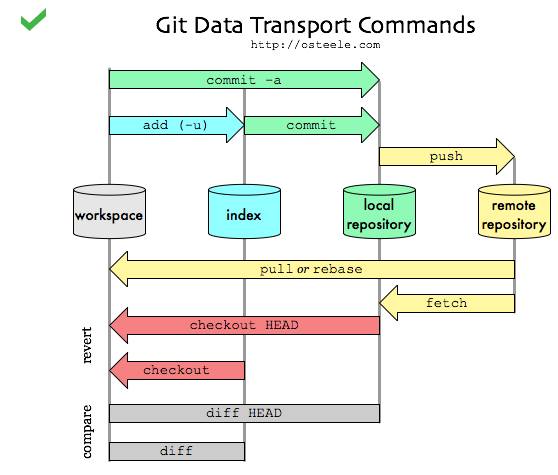 Git Data Transport Commands
http://osteele.com
commit -a
add (-u)
commit
push
workspace
index
local
repository
remote
repository
pull or rebase
fetch
revert
checkout HEAD
checkout
compare
diff HEAD
diff